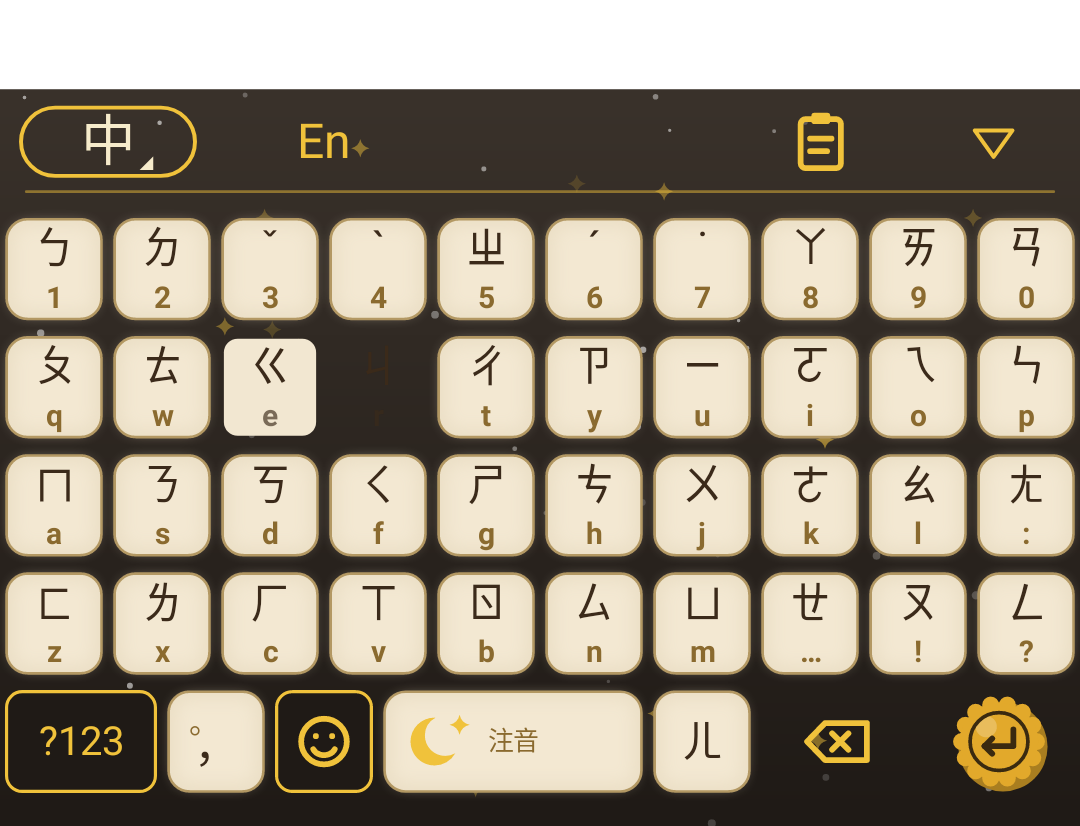 中 En
ㄅ ㄉ ˇ ˋ ㄓ ˊ ˙ ㄚ ㄞ ㄢ
1 2 3 4 5 6 7 8 9 0
ㄆ ㄊ ㄍ ㄐ ㄔ ㄗ ㄧ ㄛ ㄟ ㄣ
q w e r t y u i o p
ㄇ ㄋ ㄎ ㄑ ㄕ ㄘ ㄨ ㄜ ㄠ ㄤ
a s d f g h j k l :
ㄈ ㄌ ㄏ ㄒ ㄖ ㄙ ㄩ ㄝ ㄡ ㄥ
z x c v b n m … ! ?
?123 °, 注音 ㄦ